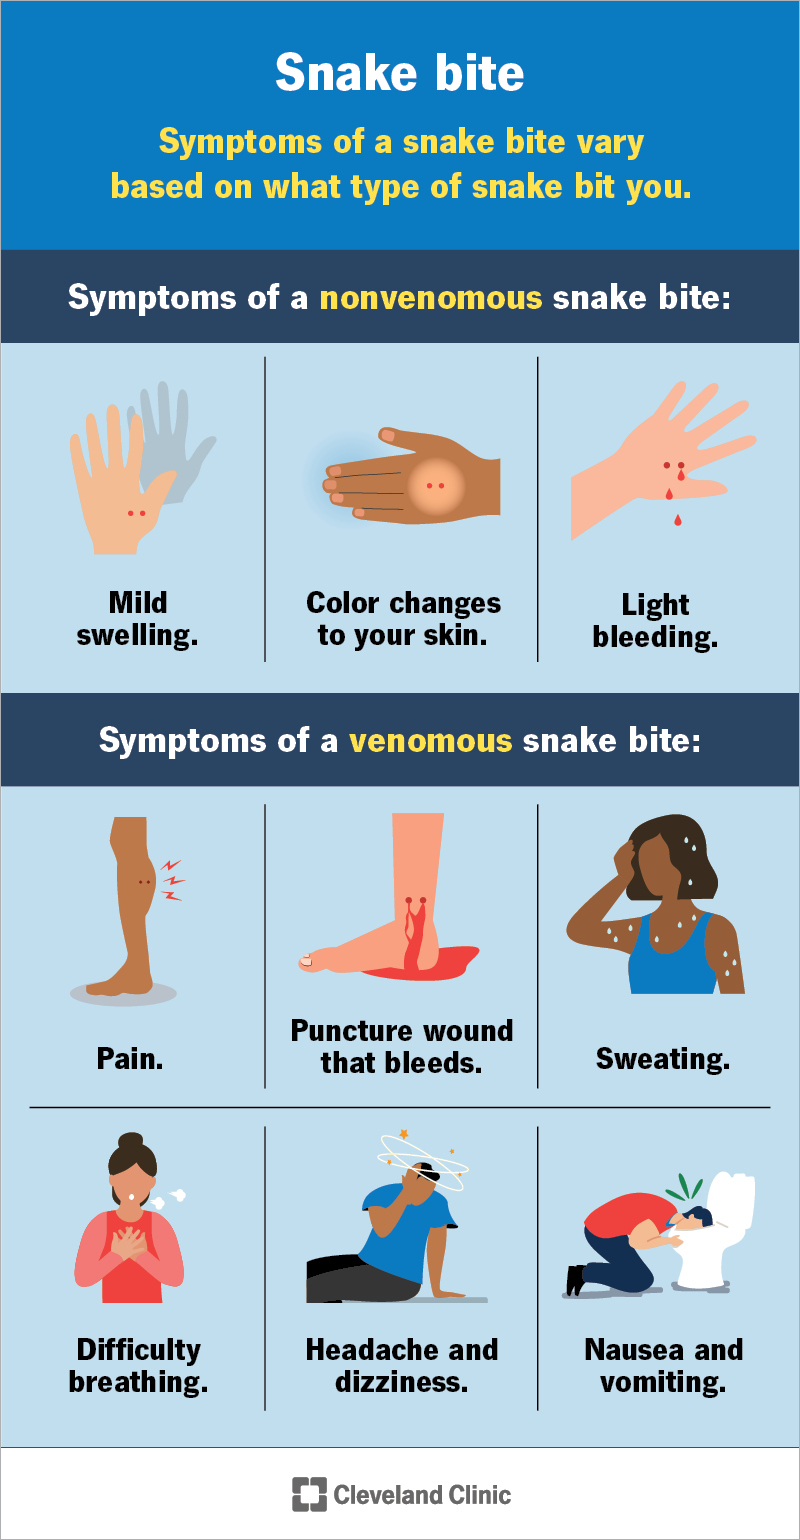 Snake bite
Symptoms of a snake bite vary
based on what type of snake bit you.
Symptoms of a nonvenomous snake bite:
Mild
swelling.
Color changes
to your skin.
Light
bleeding.
Symptoms of a venomous snake bite:
Pain.
Puncture wound
that bleeds.
Sweating.
Difficulty
breathing.
Headache and
dizziness.
Nausea and
vomiting.
Cleveland Clinic